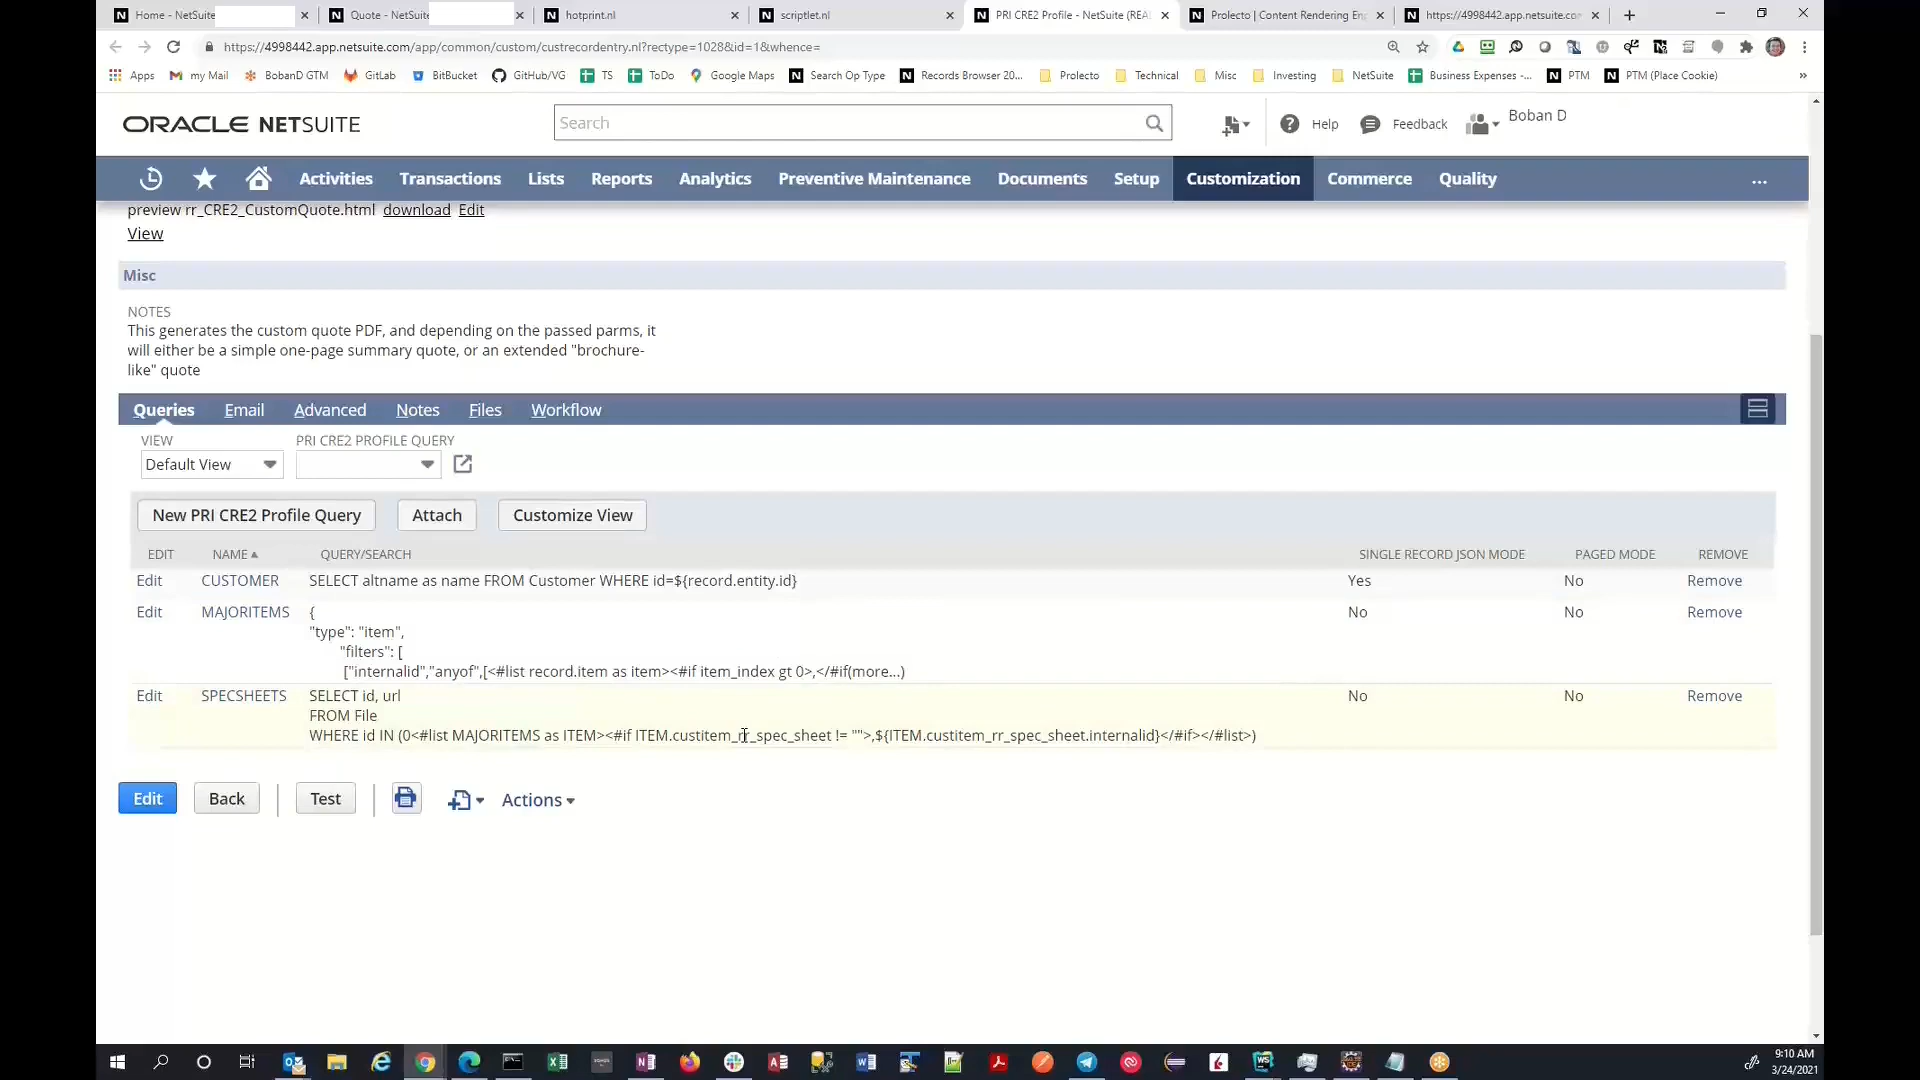 Home - NetSuite
Quote - NetSuite
hotprint.nl
scriptlet.nl
PRI CRE2 Profile - NetSuite (REA
Prolecto | Content Rendering En
https://4998442.app.netsuite.co
https://4998442.app.netsuite.com/app/common/custom/custrecordentry.nl?rectype=1028&id=1&whence=
Apps
my Mail
BobanD GTM
GitLab
BitBucket
GitHub/VG
TS
ToDo
Google Maps
Search Op Type
Records Browser 20...
Prolecto
Technical
Misc
Investing
NetSuite
Business Expenses -...
PTM
PTM (Place Cookie)
»
ORACLE NETSUITE
Search
Help
Feedback
Boban D
Activities
Transactions
Lists
Reports
Analytics
Preventive Maintenance
Documents
Setup
Customization
Commerce
Quality
...
preview rr_CRE2_CustomQuote.html download Edit
View
Misc
NOTES
This generates the custom quote PDF, and depending on the passed parms, it
will either be a simple one-page summary quote, or an extended "brochure-
like" quote
Queries
Email
Advanced
Notes
Files
Workflow
VIEW
PRI CRE2 PROFILE QUERY
Default View
New PRI CRE2 Profile Query
Attach
Customize View
EDIT
NAME
QUERY/SEARCH
SINGLE RECORD JSON MODE
PAGED MODE
REMOVE
Edit
CUSTOMER
SELECT altname as name FROM Customer WHERE id=${record.entity.id}
Yes
No
Remove
Edit
MAJORITEMS
{
No
No
Remove
"type": "item",
"filters": [
["internalid","anyof",[<#list record.item as item><#if item_index gt 0>,</#if(more...)
Edit
SPECSHEETS
SELECT id, url
No
No
Remove
FROM File
WHERE id IN (0<#list MAJORITEMS as ITEM><#if ITEM.custitem_rr_spec_sheet != "">,${ITEM.custitem_rr_spec_sheet.internalid}</#if></#list>)
Edit
Back
Test
Actions
9:10 AM
3/24/2021